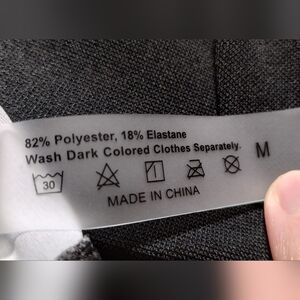 82% Polyester, 18% Elastane
Wash Dark Colored Clothes Separately.
30
M
MADE IN CHINA